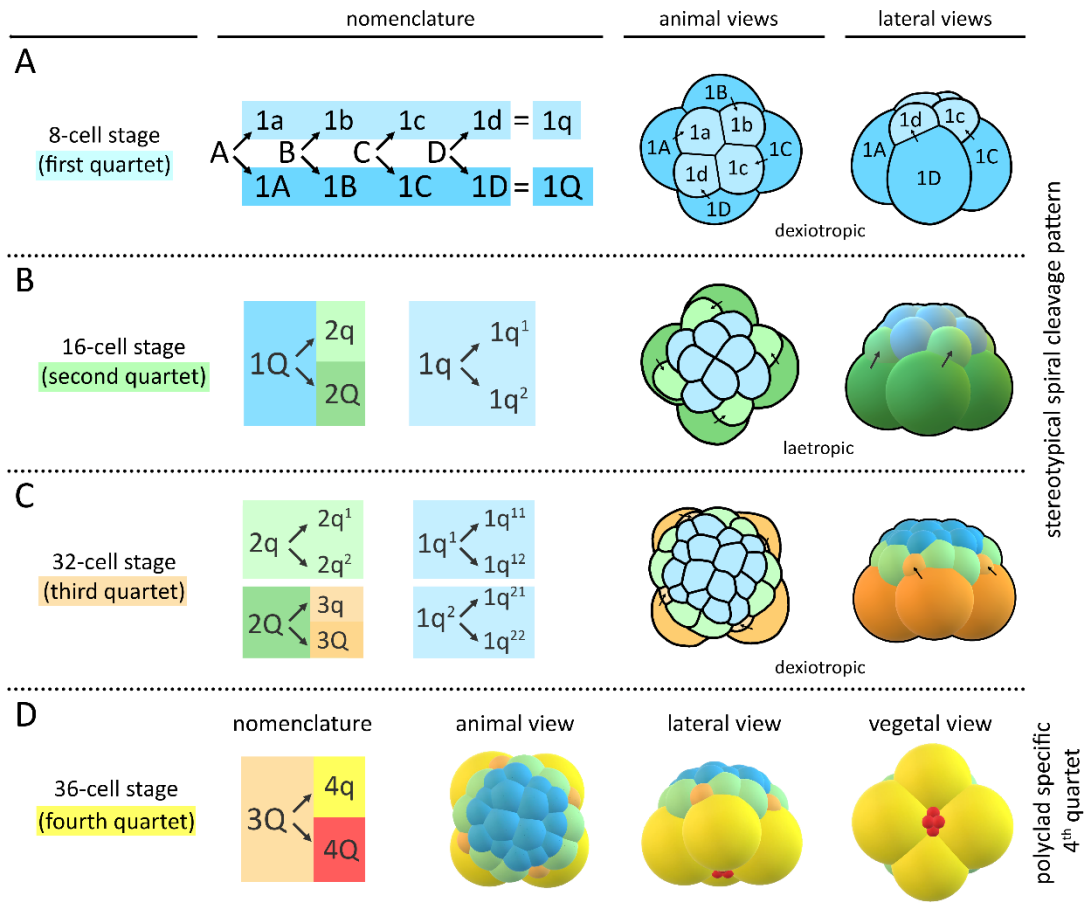 nomenclature animal views lateral views
A
8-cell stage
(first quartet)
1a 1b 1c 1d = 1q
A B C D
1A 1B 1C 1D = 1Q
1B
1a 1b
1A 1C
1d 1c
1D
dexiotropic
1d 1c
1A 1C
1D
B
16-cell stage
(second quartet)
2q
1Q
2Q
1q¹
1q
1q²
laetropic
C
32-cell stage
(third quartet)
2q¹
2q
2q²
1q¹¹
1q¹
1q¹²
3q
2Q
3Q
1q²¹
1q²
1q²²
dexiotropic
stereotypical spiral cleavage pattern
D
nomenclature animal view lateral view vegetal view
36-cell stage
(fourth quartet)
4q
3Q
4Q
polyclad specific
4ᵗʰ quartet